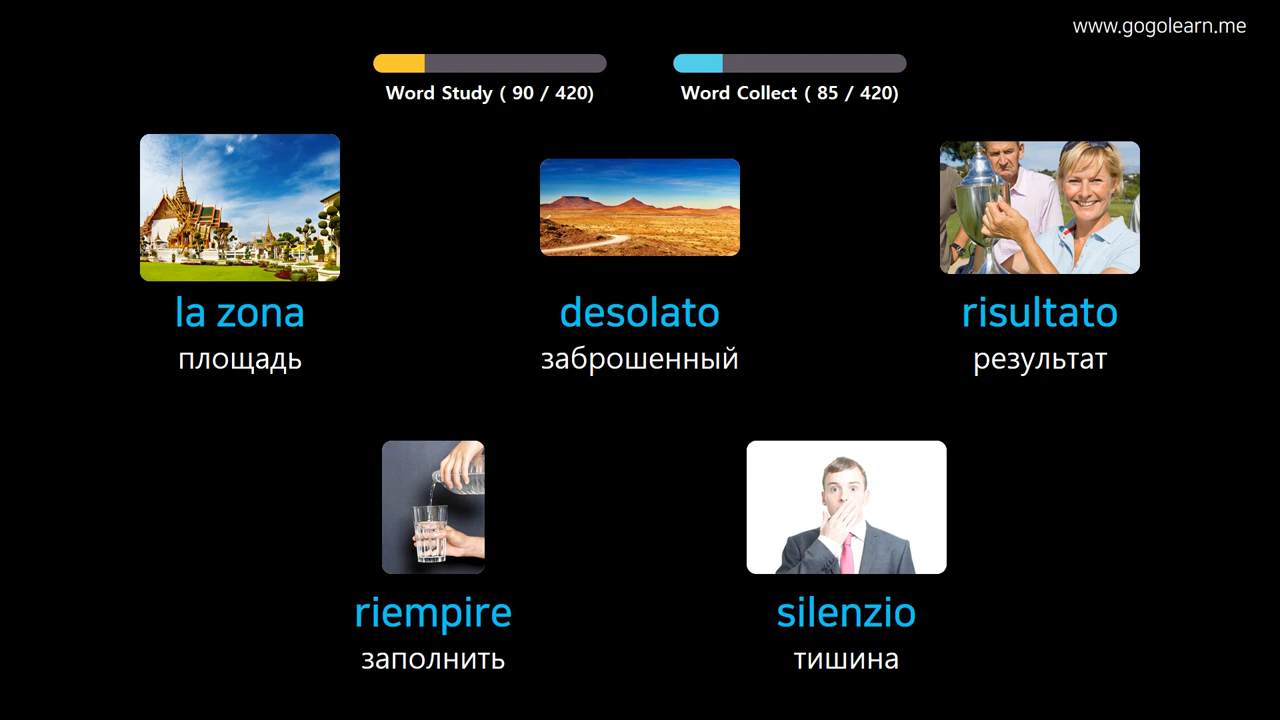 www.gogolearn.me
Word Study ( 90 / 420)
Word Collect ( 85 / 420)
la zona
площадь
desolato
заброшенный
risultato
результат
riempire
заполнить
silenzio
тишина